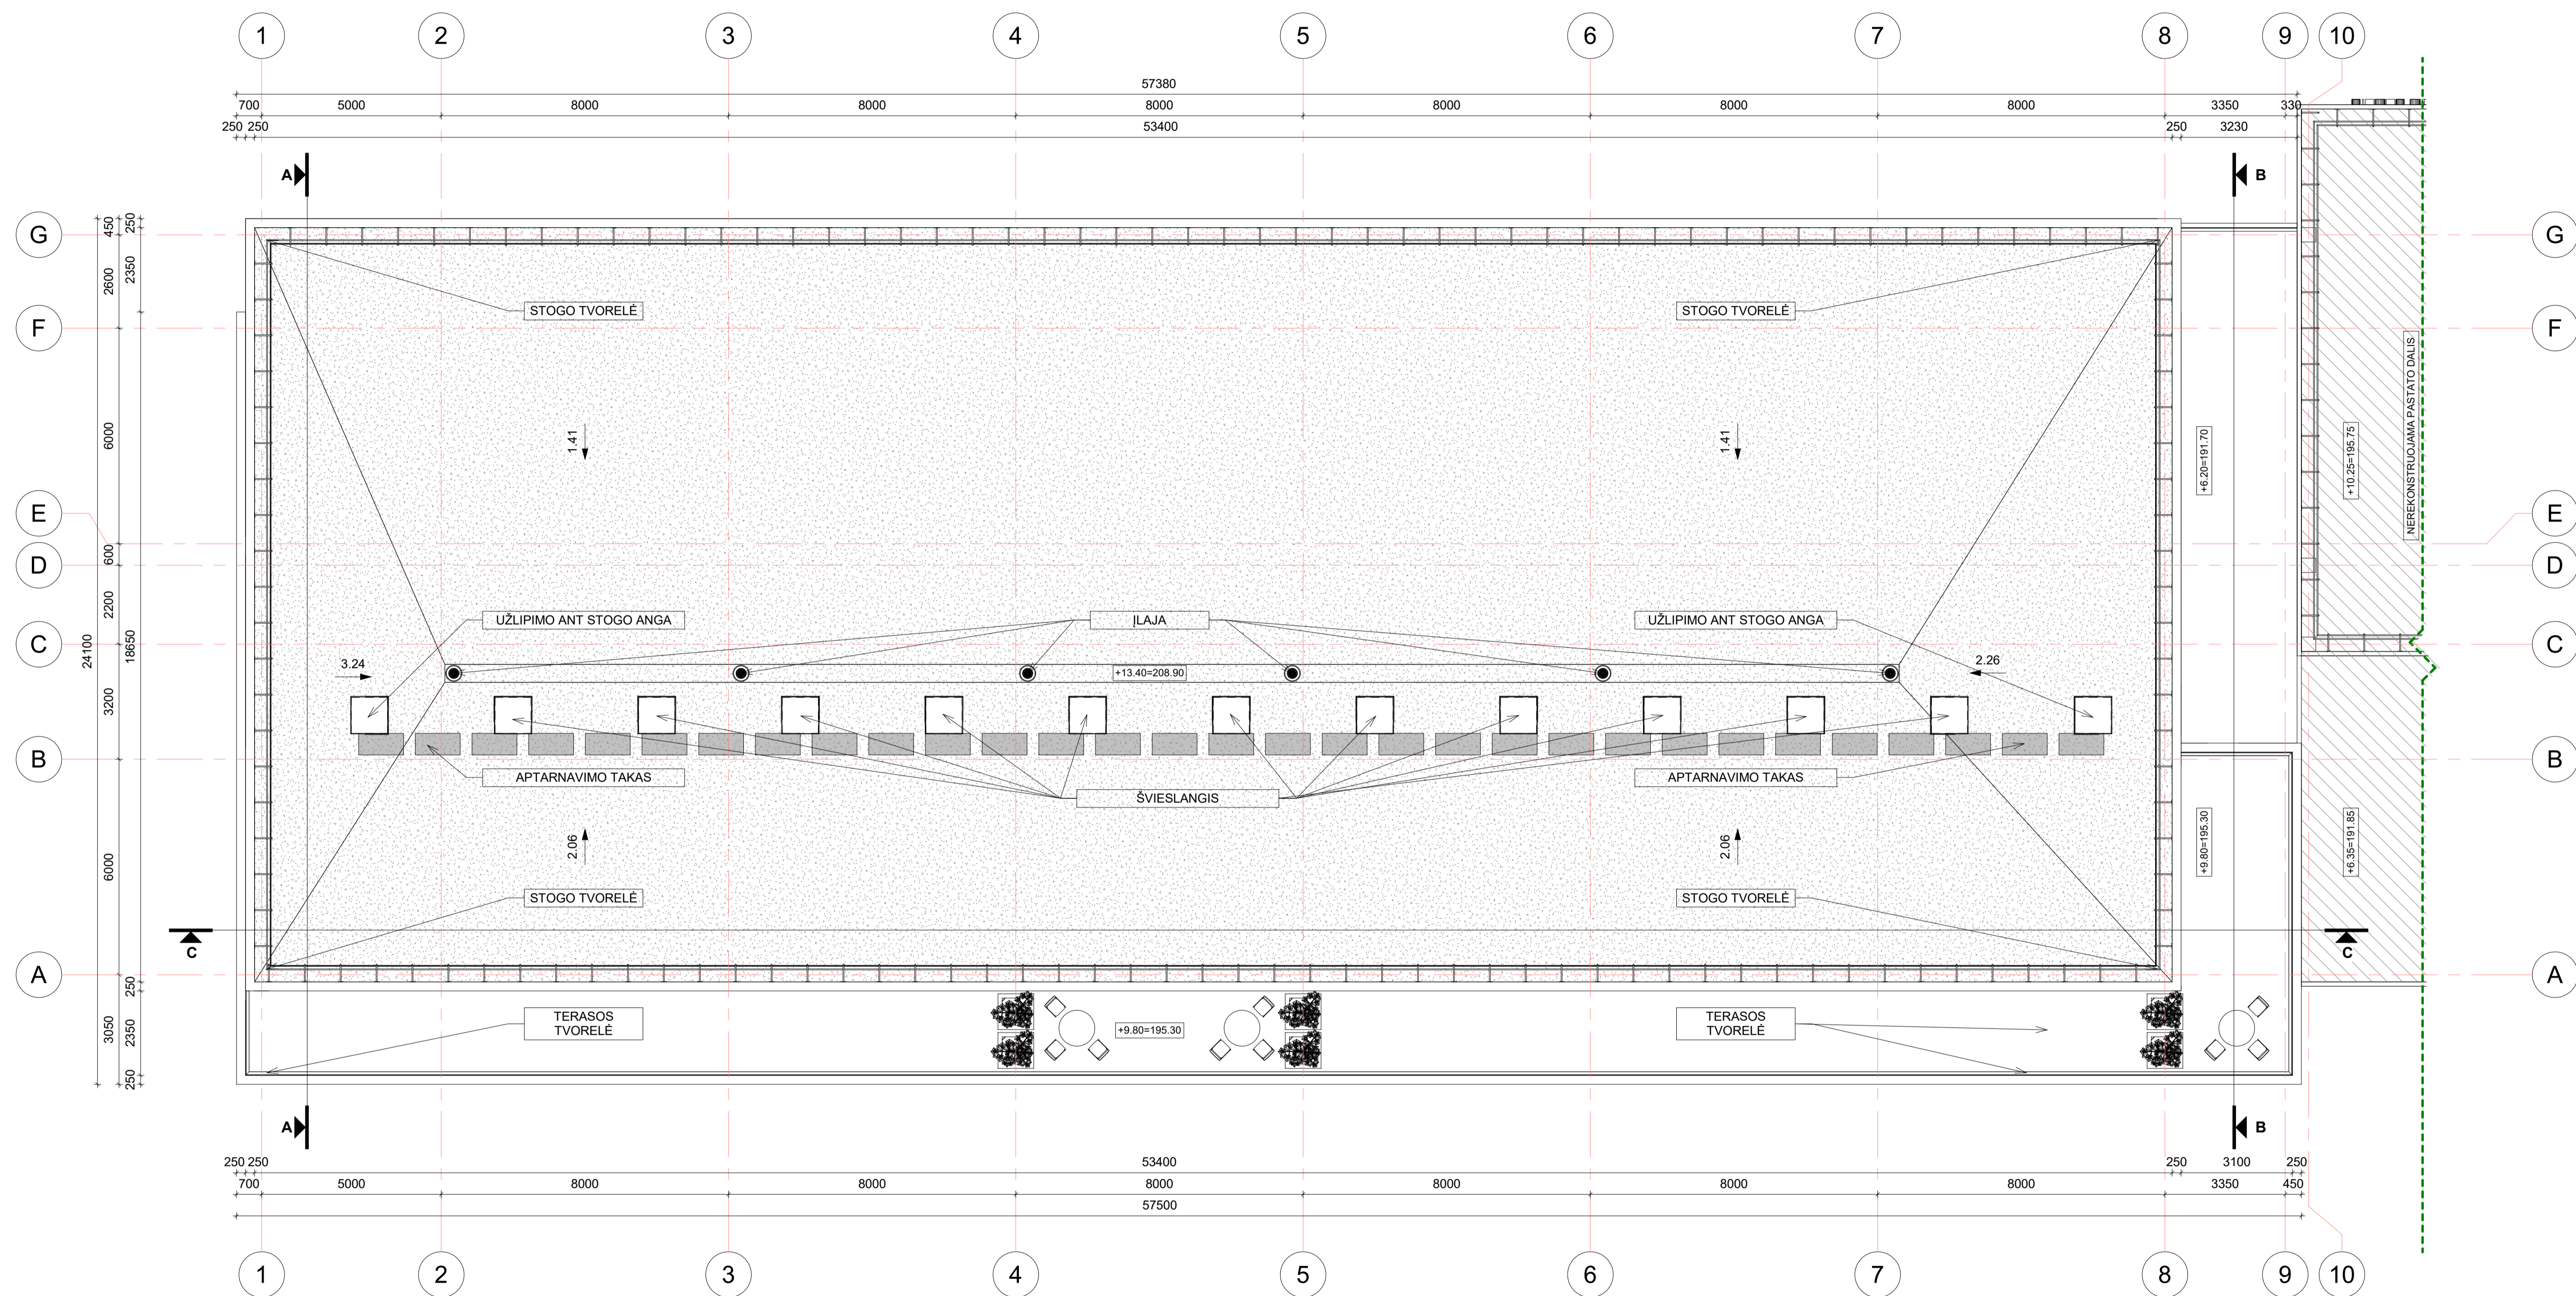 1 2 3 4 5 6 7 8 9 10
57380
700 5000 8000 8000 8000 8000 8000 8000 3350 330
250 250 53400 250 3230
A B
G 450 250 G
2600 2350
STOGO TVORELĖ STOGO TVORELĖ
F F
NEREKONSTRUOJAMA PASTATO DALIS
6000 1.41 1.41 +6.20=191.70 +10.25=195.75
E E
600
D D
2200
UŽLIPIMO ANT STOGO ANGA ĮLAJA UŽLIPIMO ANT STOGO ANGA
C 24100 18650 C
3.24 +13.40=208.90 2.26
3200
B B
APTARNAVIMO TAKAS APTARNAVIMO TAKAS
ŠVIESLANGIS
6000 2.06 2.06 +9.80=195.30 +6.35=191.85
STOGO TVORELĖ STOGO TVORELĖ
C C
A A
250
TERASOS
TVORELĖ
+9.80=195.30
TERASOS
TVORELĖ
3050 2350
250
A B
250 250 53400 250 3100 250
700 5000 8000 8000 8000 8000 8000 8000 3350 450
57500
1 2 3 4 5 6 7 8 9 10